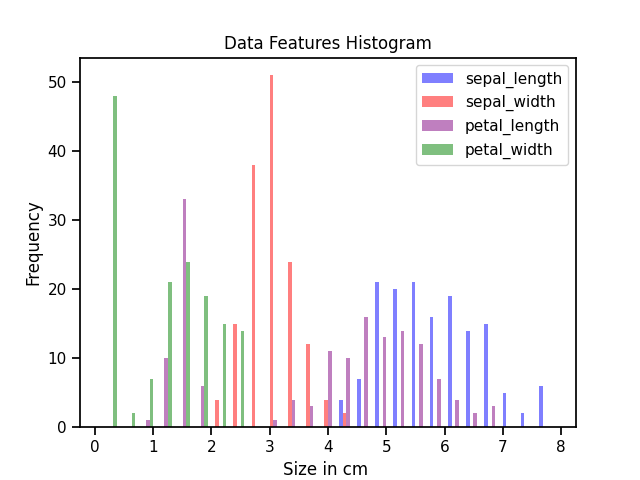 Data Features Histogram
sepal_length
sepal_width
petal_length
petal_width
Frequency
50
40
30
20
10
0
0 1 2 3 4 5 6 7 8
Size in cm